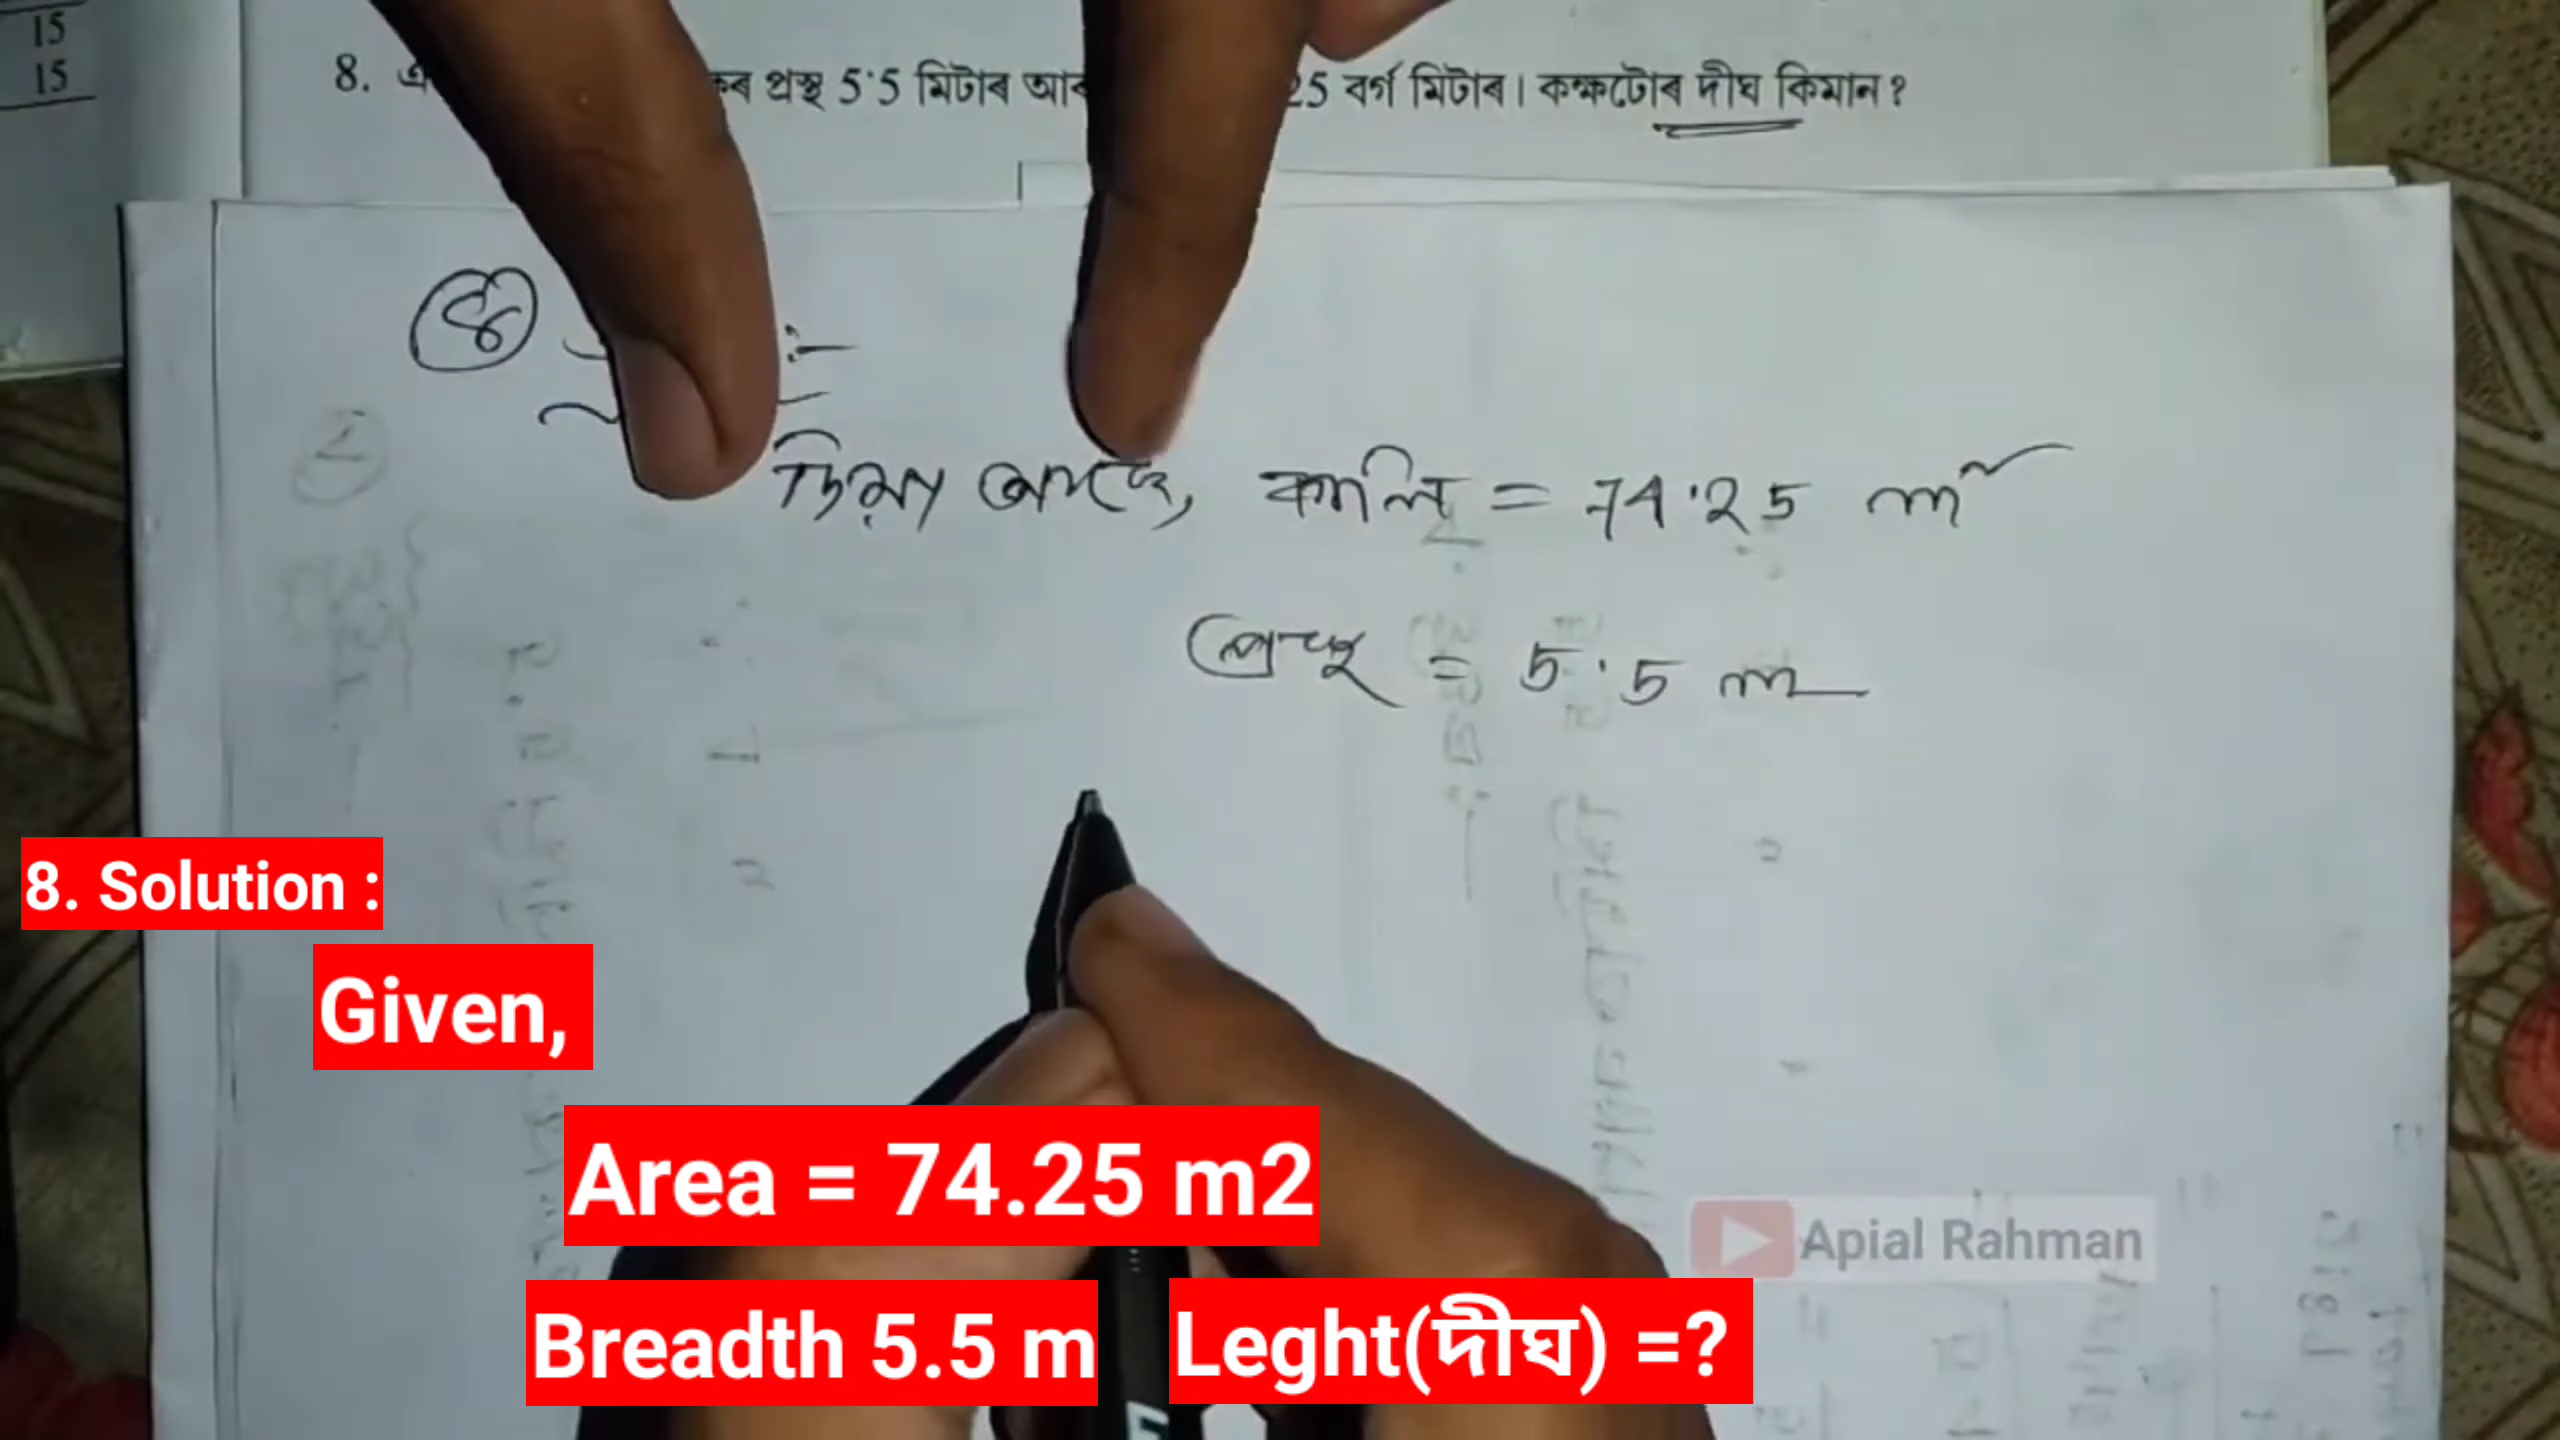 15
15
8. এ কৰ প্ৰস্থ 5·5 মিটাৰ আৰ 25 বৰ্গ মিটাৰ। কক্ষটোৰ দীঘ কিমান?
দিয়া আছে, কালি = 74·25 m²
প্ৰস্থ = 5·5 m
8. Solution :
Given,
Area = 74.25 m2
Apial Rahman
Breadth 5.5 m Leght(দীঘ) =?